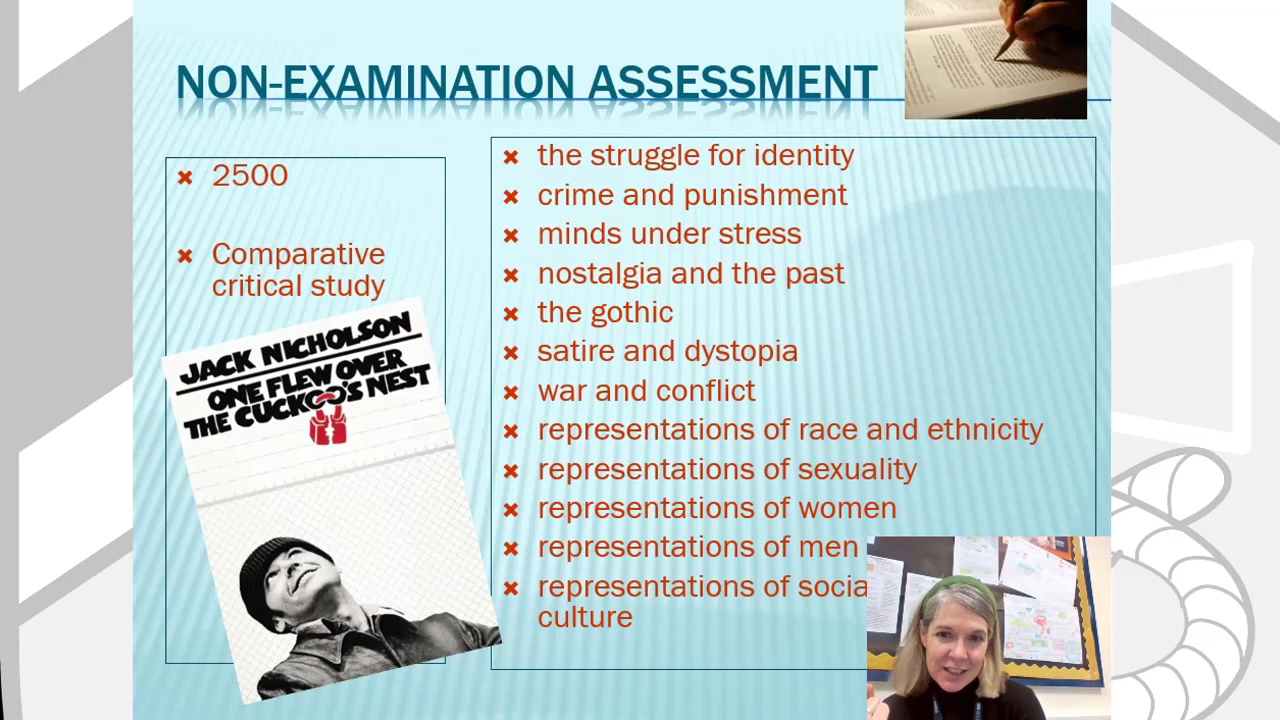 NON-EXAMINATION ASSESSMENT
2500
Comparative
critical study
JACK NICHOLSON
ONE FLEW OVER
THE CUCKOO'S NEST
the struggle for identity
crime and punishment
minds under stress
nostalgia and the past
the gothic
satire and dystopia
war and conflict
representations of race and ethnicity
representations of sexuality
representations of women
representations of men
representations of
culture